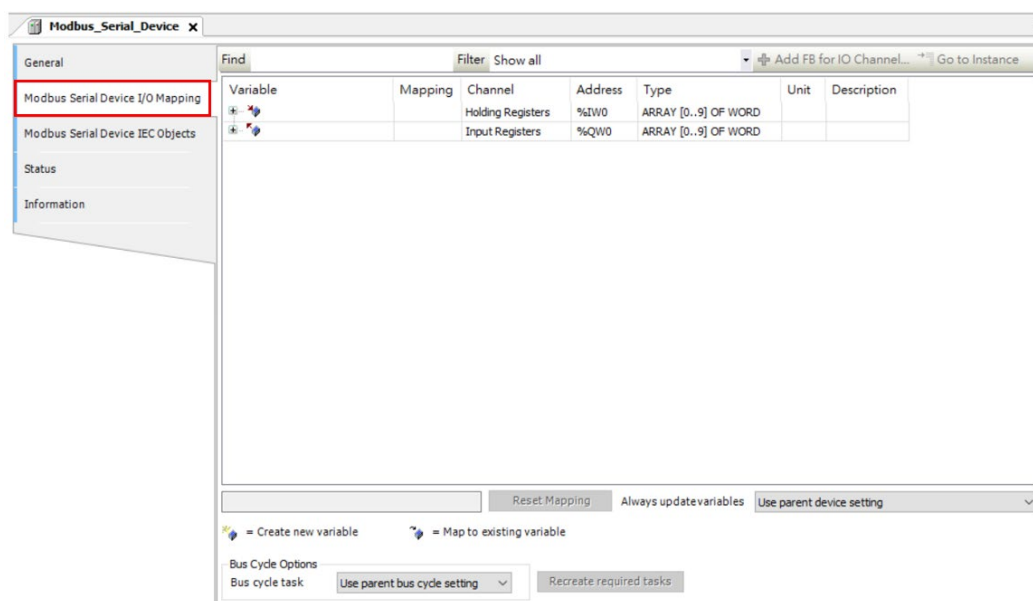 Modbus_Serial_Device X
General
Modbus Serial Device I/O Mapping
Modbus Serial Device IEC Objects
Status
Information
Find Filter Show all Add FB for IO Channel... Go to Instance
Variable Mapping Channel Address Type Unit Description
Holding Registers %IW0 ARRAY [0..9] OF WORD
Input Registers %QW0 ARRAY [0..9] OF WORD
Reset Mapping Always update variables Use parent device setting
= Create new variable = Map to existing variable
Bus Cycle Options
Bus cycle task Use parent bus cycle setting Recreate required tasks